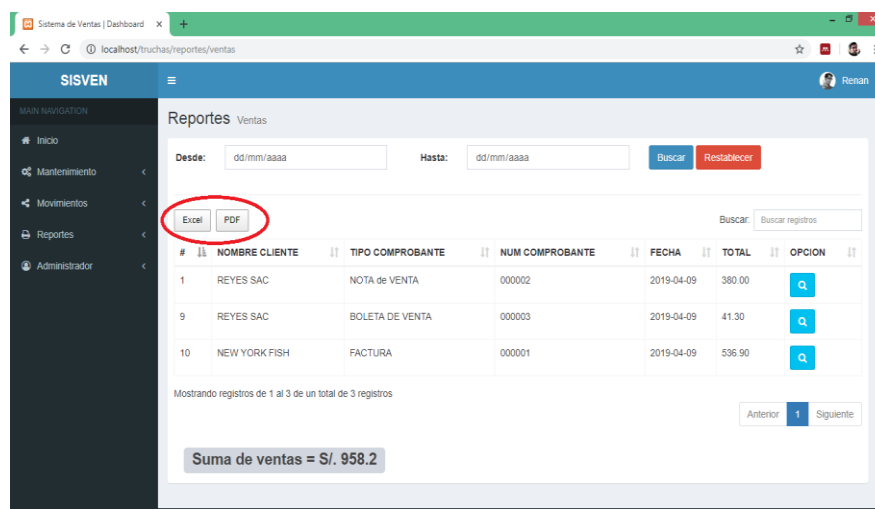 Sistema de Ventas | Dashboard × +
localhost/truchas/reportes/ventas
SISVEN
Renan
MAIN NAVIGATION
Inicio
Mantenimiento
Movimientos
Reportes
Administrador
Reportes Ventas
Desde: dd/mm/aaaa Hasta: dd/mm/aaaa Buscar Restablecer
Excel PDF Buscar: Buscar registros
# NOMBRE CLIENTE TIPO COMPROBANTE NUM COMPROBANTE FECHA TOTAL OPCION
1 REYES SAC NOTA de VENTA 000002 2019-04-09 380.00
9 REYES SAC BOLETA DE VENTA 000003 2019-04-09 41.30
10 NEW YORK FISH FACTURA 000001 2019-04-09 536.90
Mostrando registros de 1 al 3 de un total de 3 registros
Anterior 1 Siguiente
Suma de ventas = S/. 958.2